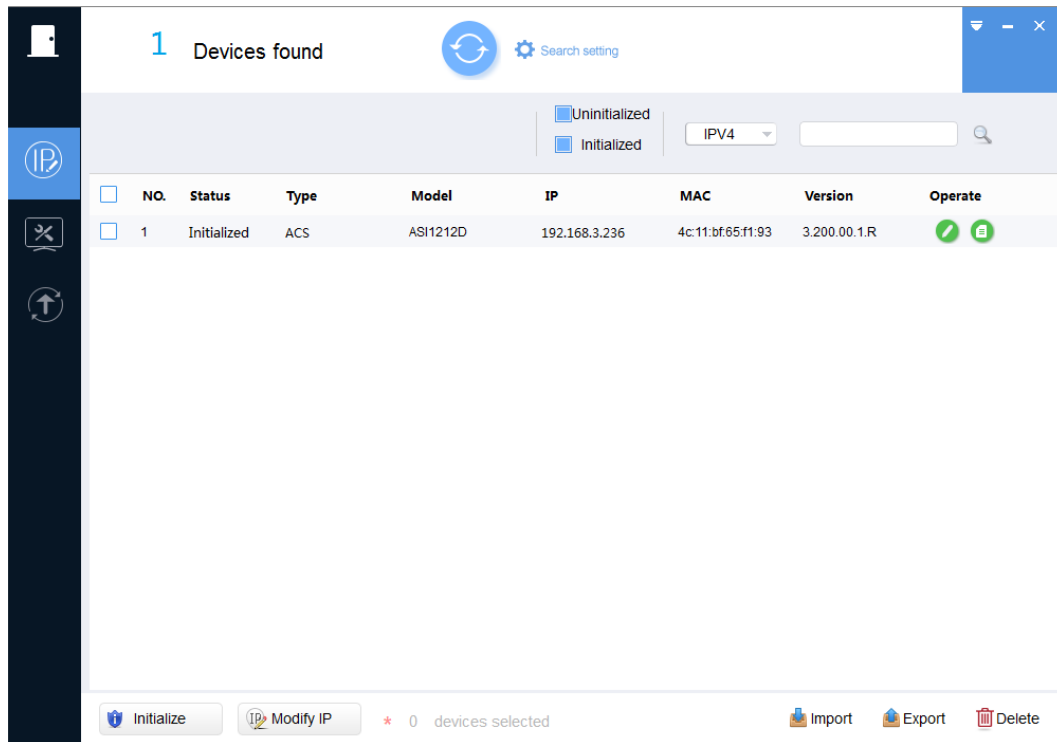 1 Devices found Search setting
Uninitialized
Initialized IPV4
NO. Status Type Model IP MAC Version Operate
1 Initialized ACS ASI1212D 192.168.3.236 4c:11:bf:65:f1:93 3.200.00.1.R
Initialize Modify IP * 0 devices selected Import Export Delete